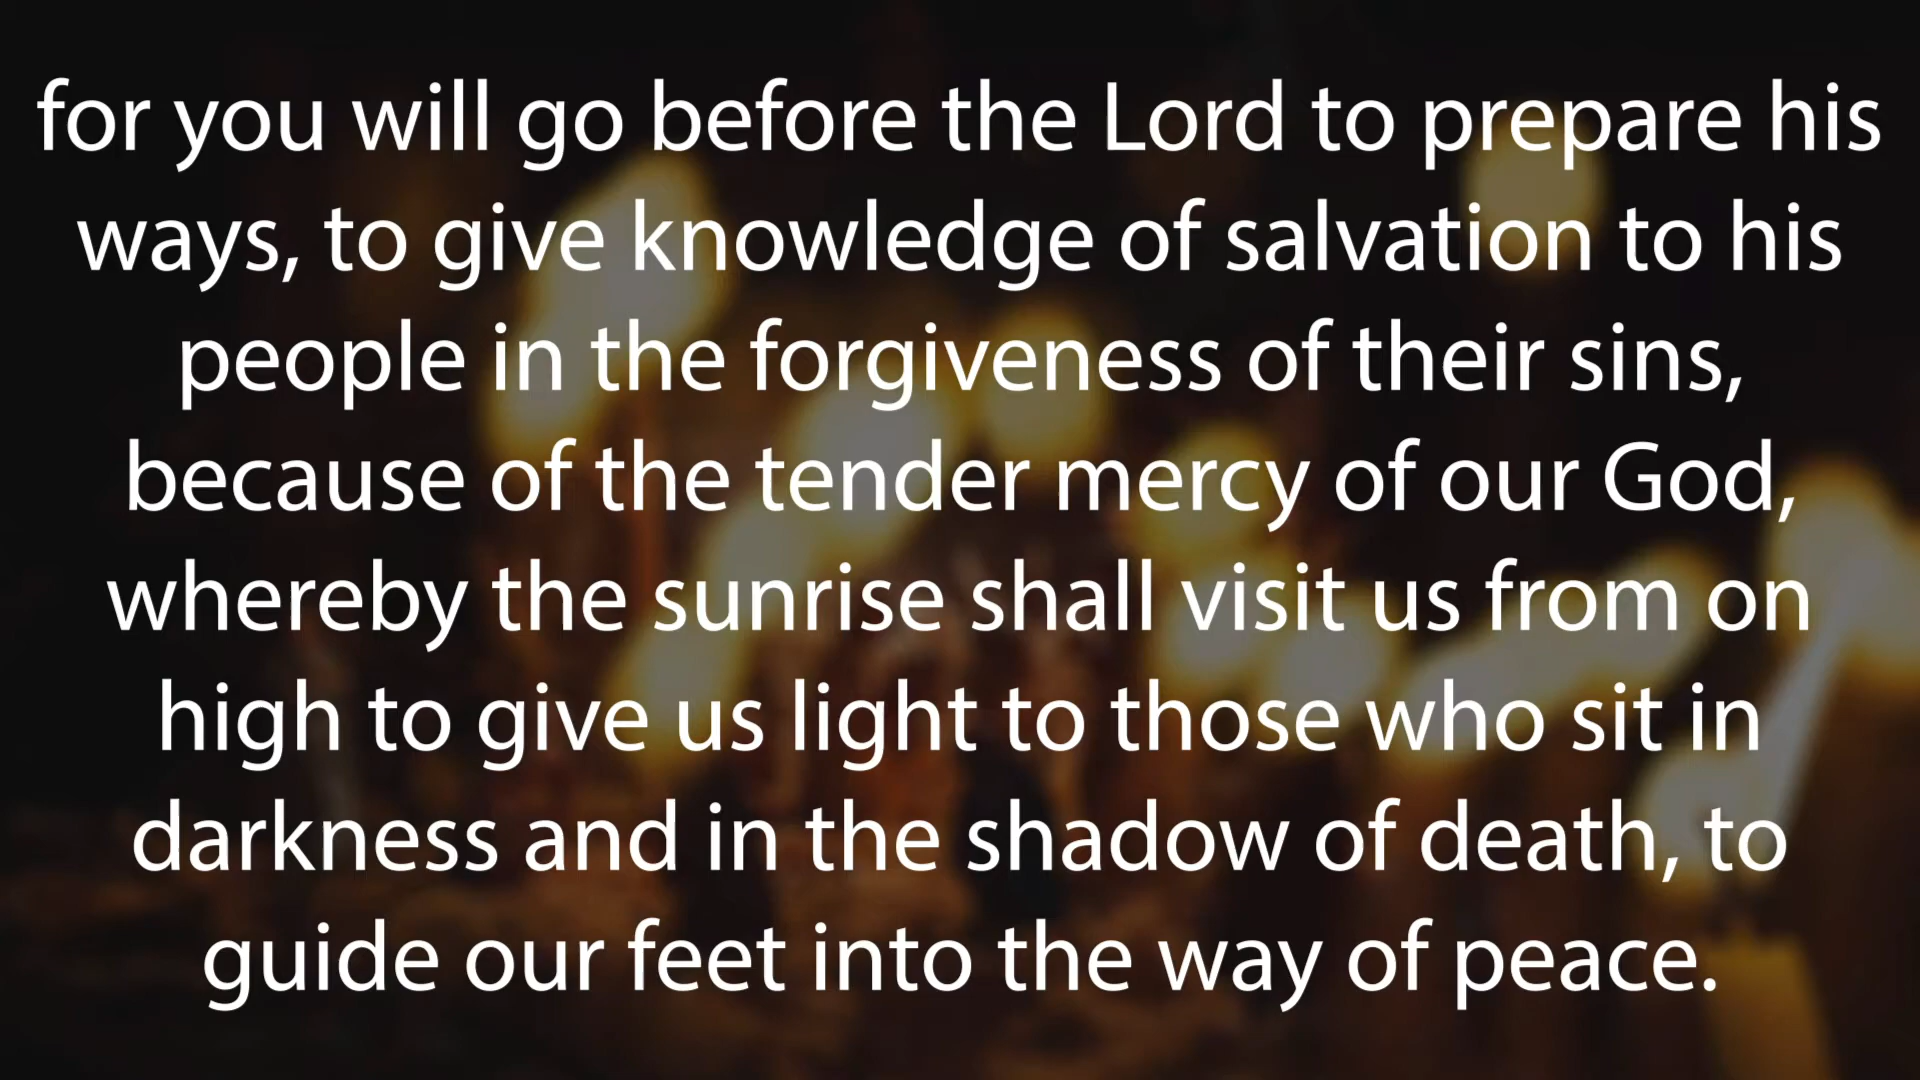 for you will go before the Lord to prepare his
ways, to give knowledge of salvation to his
people in the forgiveness of their sins,
because of the tender mercy of our God,
whereby the sunrise shall visit us from on
high to give us light to those who sit in
darkness and in the shadow of death, to
guide our feet into the way of peace.